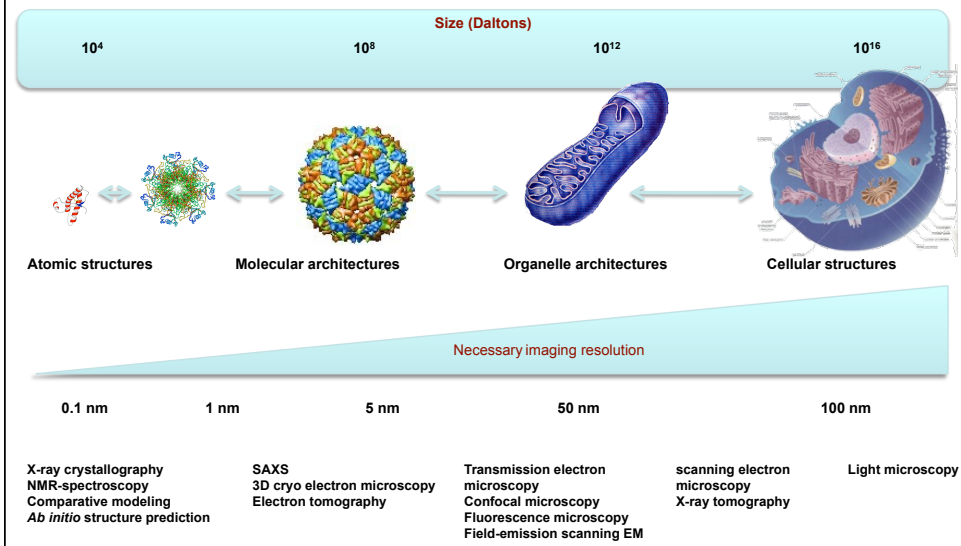 Size (Daltons)
10⁴ 10⁸ 10¹² 10¹⁶
Atomic structures Molecular architectures Organelle architectures Cellular structures
Necessary imaging resolution
0.1 nm 1 nm 5 nm 50 nm 100 nm
X-ray crystallography
NMR-spectroscopy
Comparative modeling
Ab initio structure prediction
SAXS
3D cryo electron microscopy
Electron tomography
Transmission electron
microscopy
Confocal microscopy
Fluorescence microscopy
Field-emission scanning EM
scanning electron
microscopy
X-ray tomography
Light microscopy